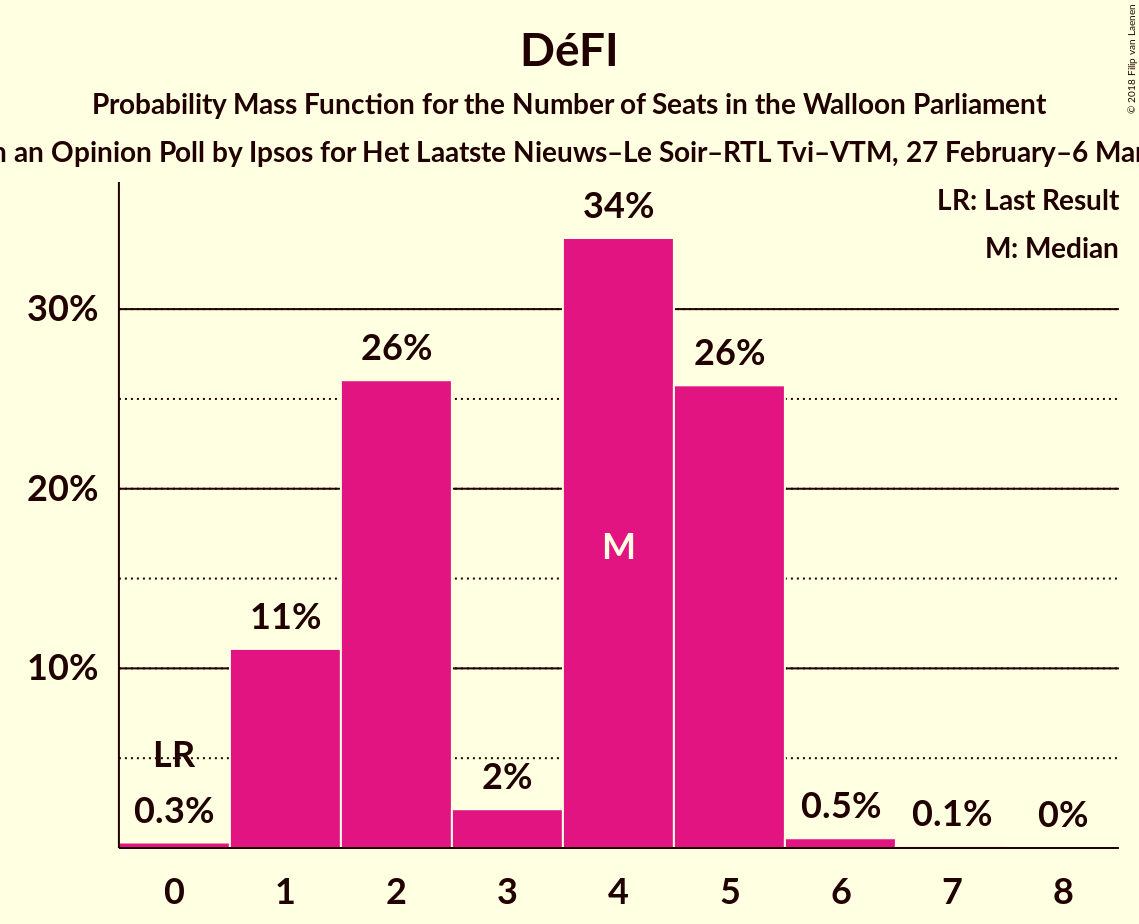 DéFI
Probability Mass Function for the Number of Seats in the Walloon Parliament
an Opinion Poll by Ipsos for Het Laatste Nieuws–Le Soir–RTL Tvi–VTM, 27 February–6 Mar
© 2018 Filip van Laenen
LR: Last Result
M: Median
34%
30%
26%
26%
20%
M
11%
10%
LR
2%
0.3%
0.5%
0.1%
0%
0 1 2 3 4 5 6 7 8